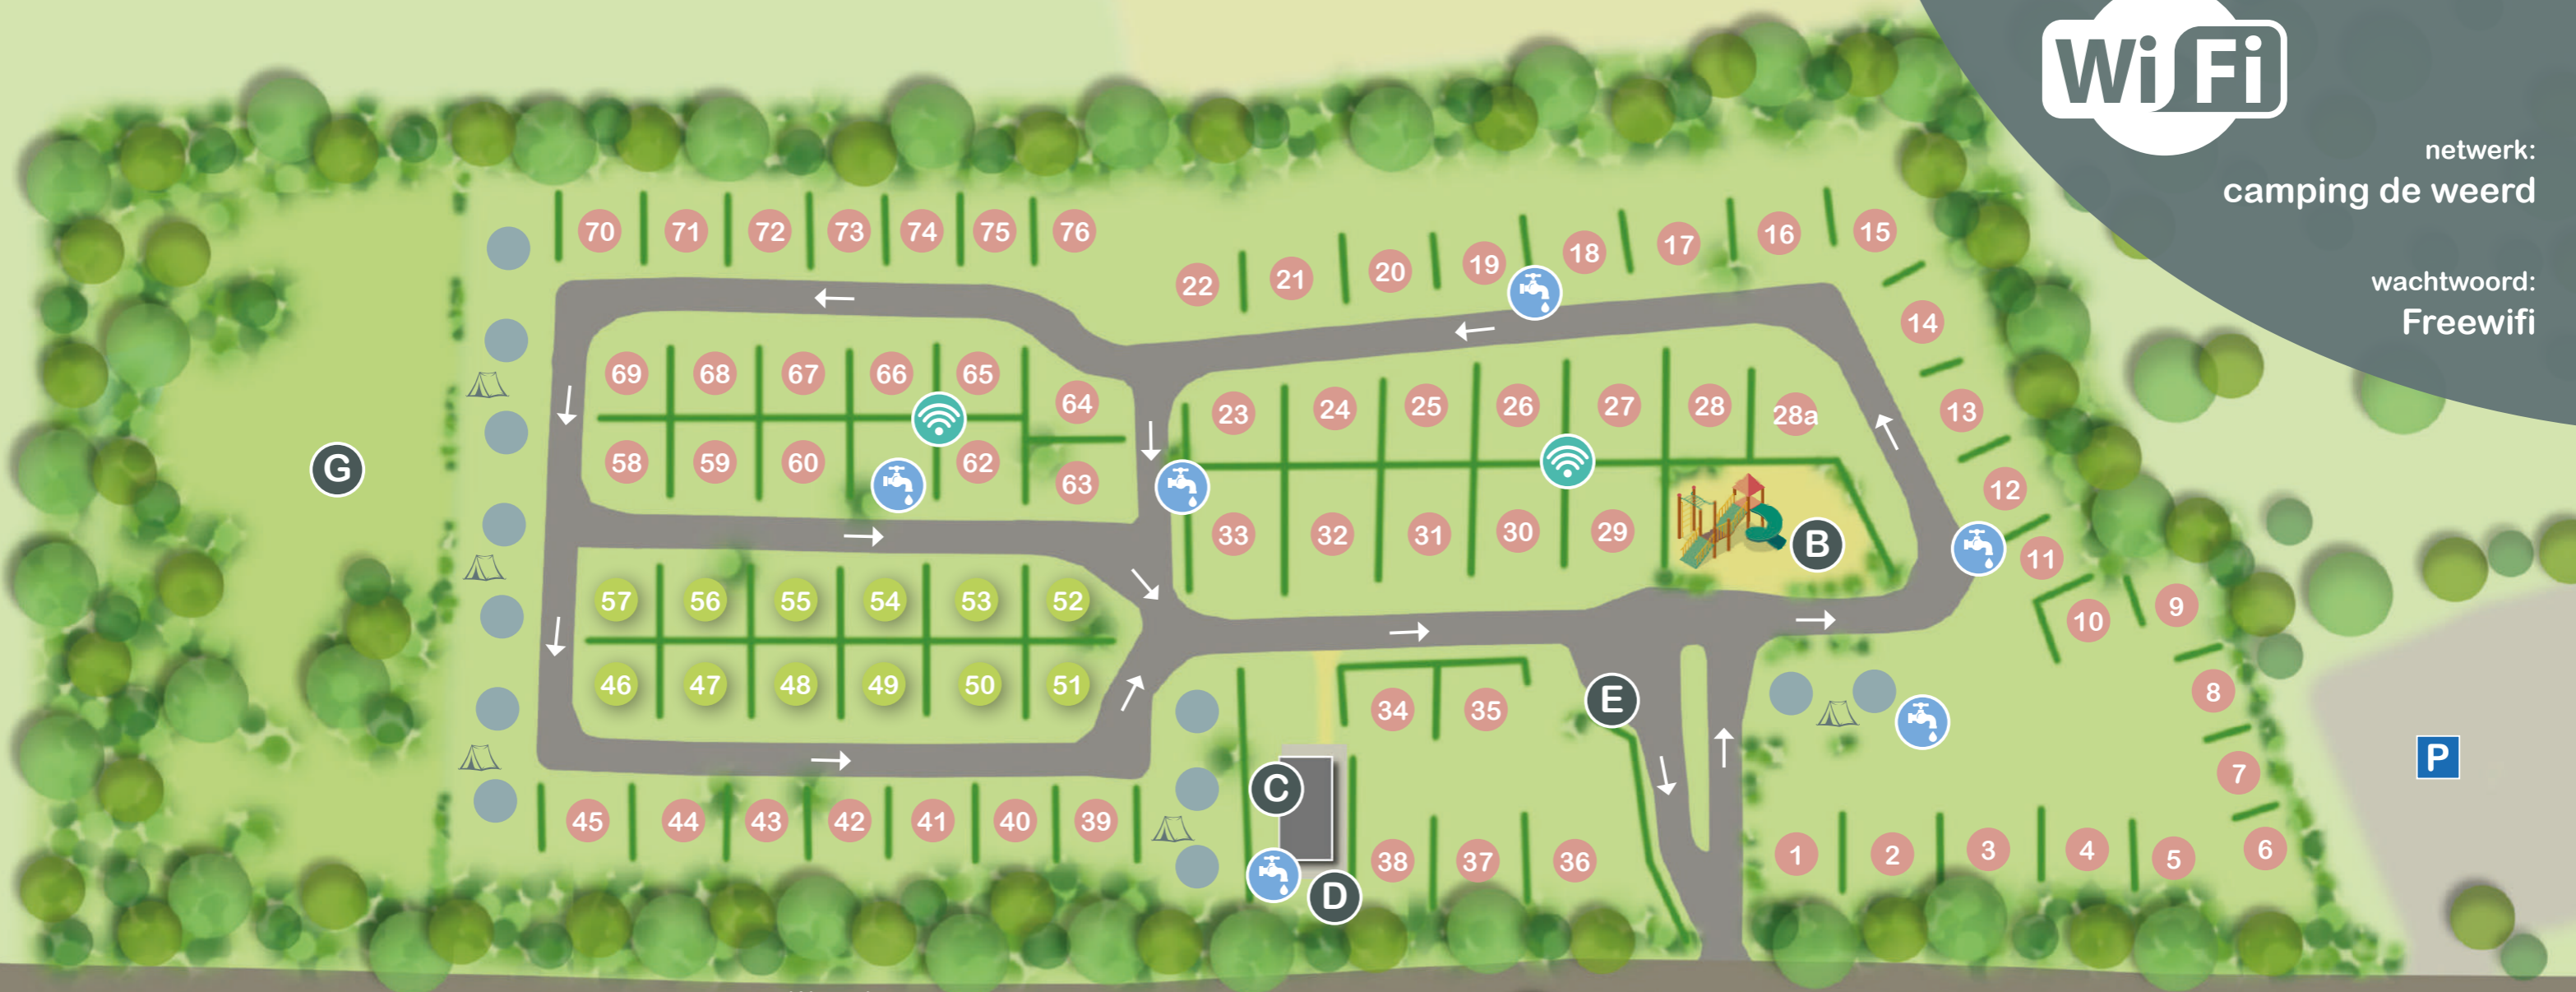 WiFi
netwerk:
camping de weerd
wachtwoord:
Freewifi
70 71 72 73 74 75 76
22 21 20 19 18 17 16 15
14
69 68 67 66 65 64
23 24 25 26 27 28 28a 13
G
58 59 60 62 63
12
33 32 31 30 29 B 11
57 56 55 54 53 52
10 9
46 47 48 49 50 51
34 35 E 8
P
7
C
45 44 43 42 41 40 39
38 37 36 1 2 3 4 5 6
D